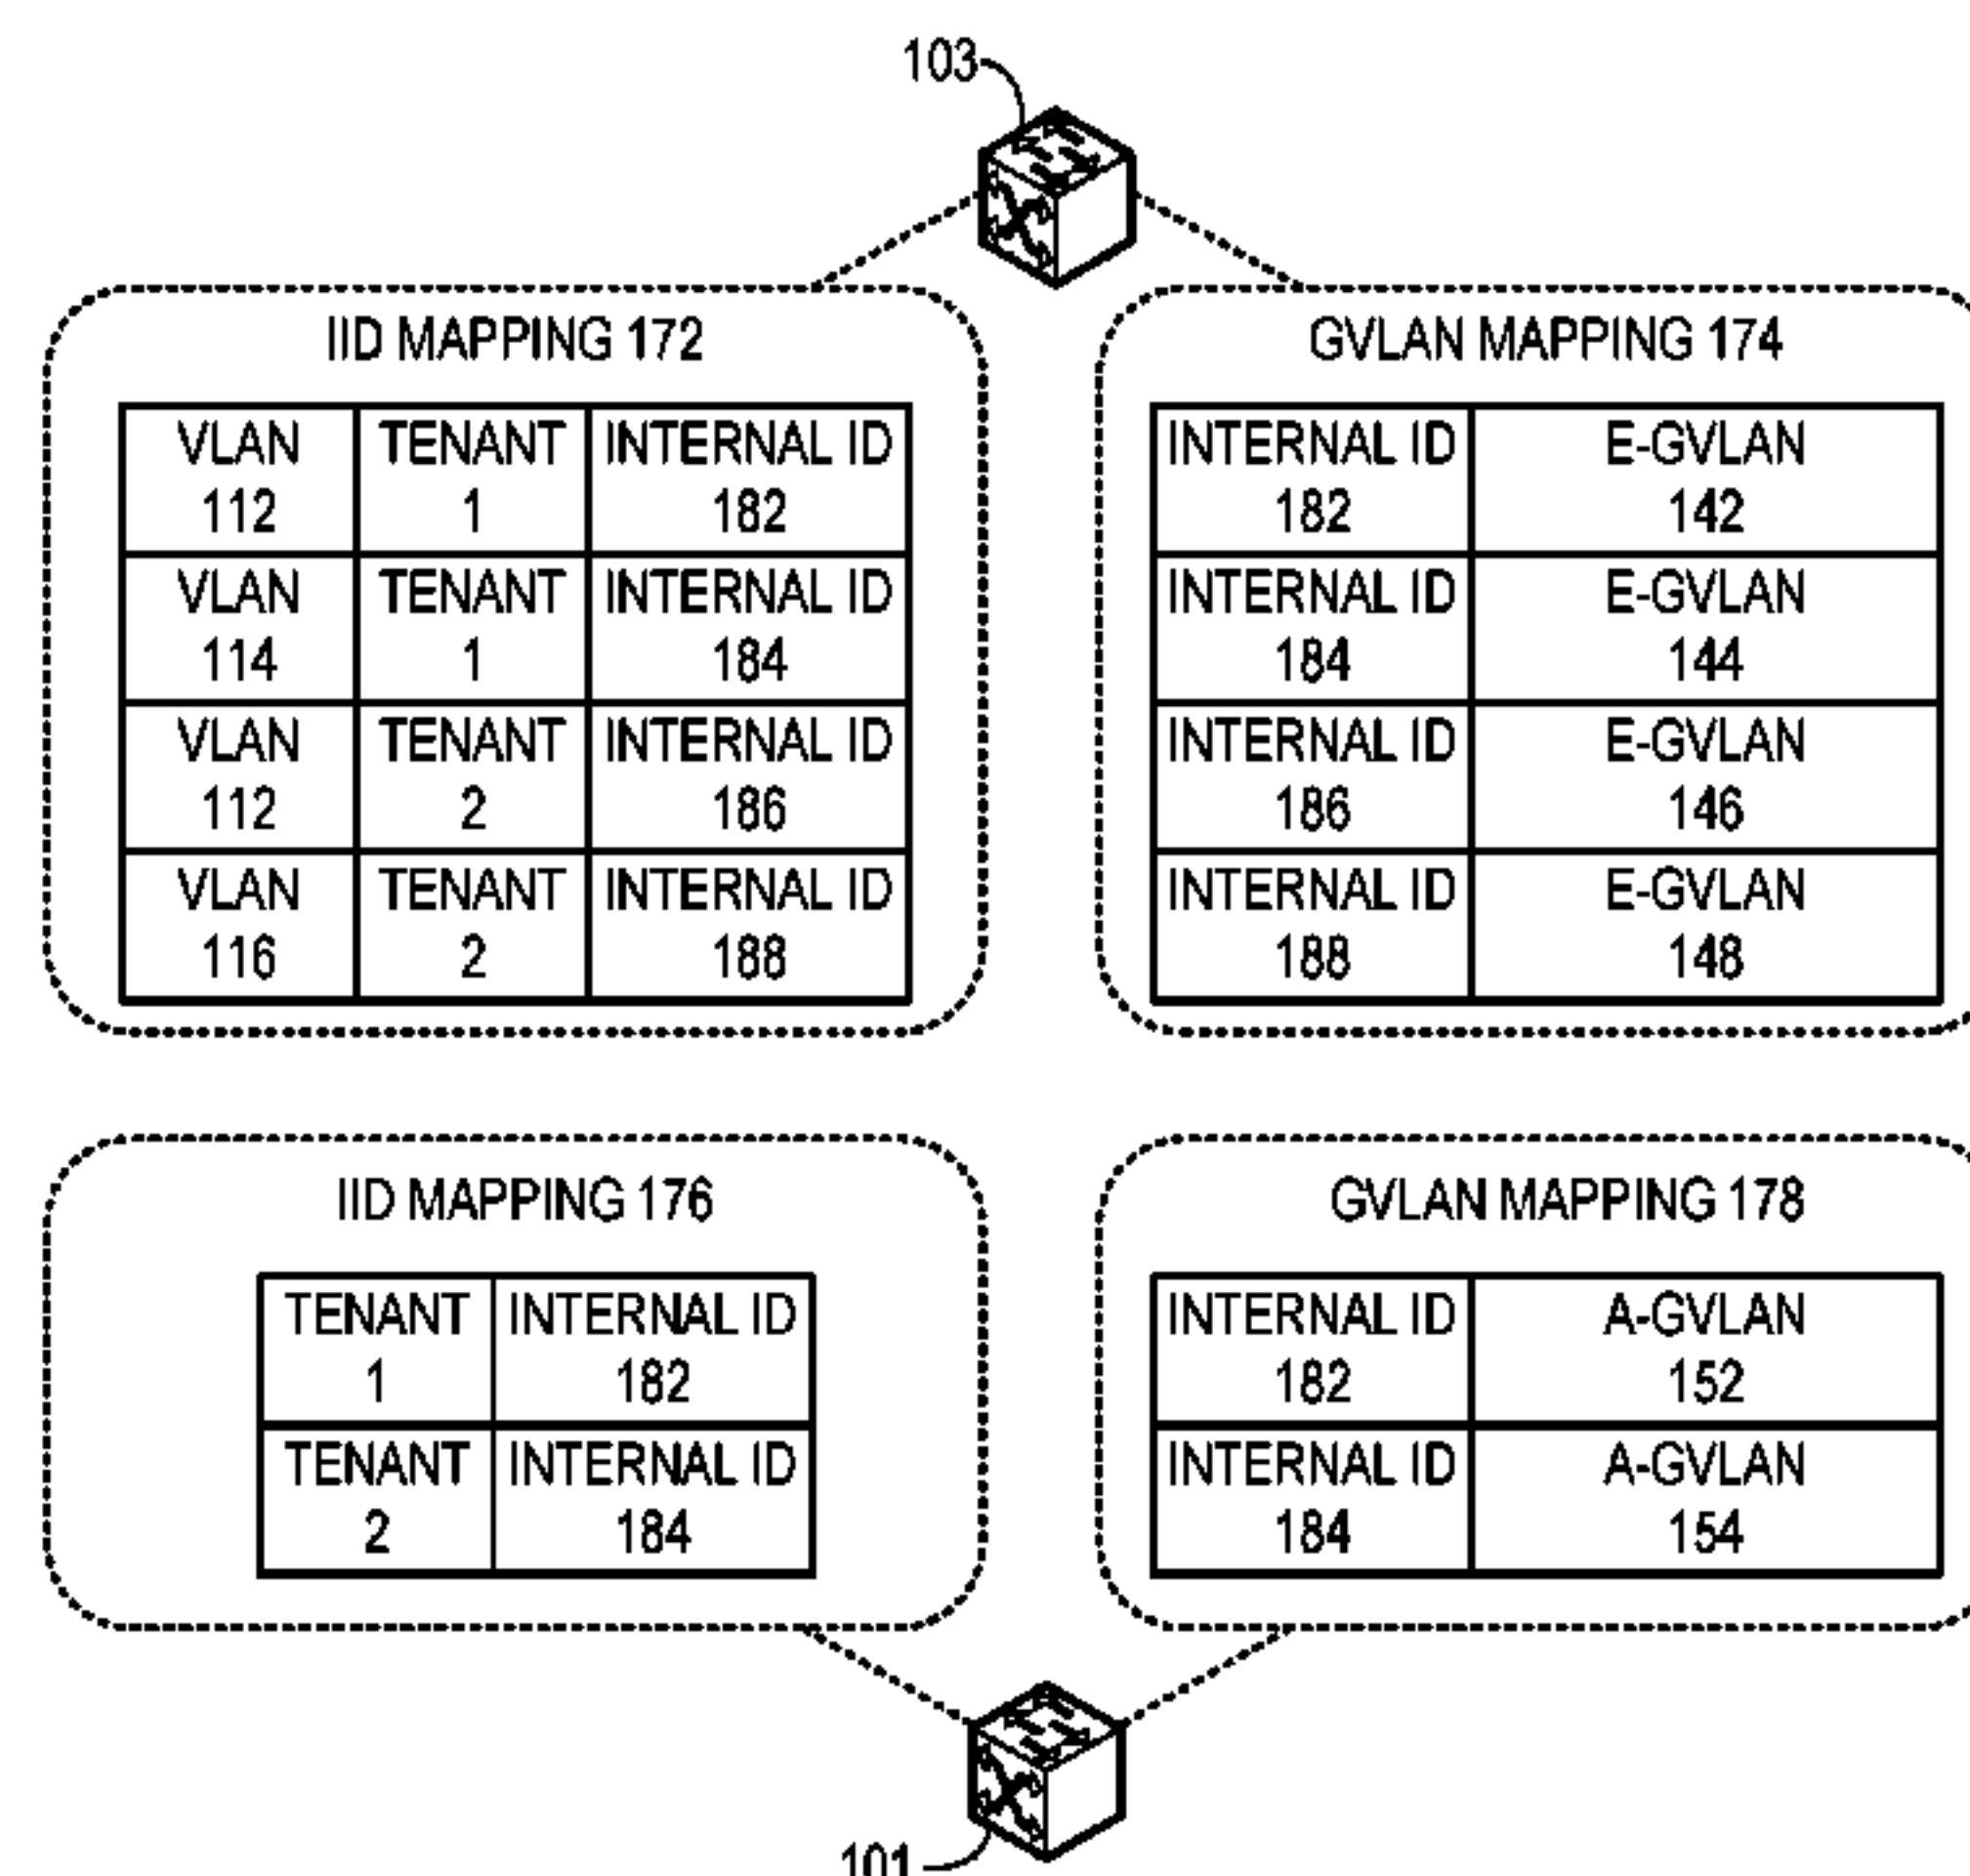 103
IID MAPPING 172
VLAN TENANT INTERNAL ID
112 1 182
VLAN TENANT INTERNAL ID
114 1 184
VLAN TENANT INTERNAL ID
112 2 186
VLAN TENANT INTERNAL ID
116 2 188
GVLAN MAPPING 174
INTERNAL ID E-GVLAN
182 142
INTERNAL ID E-GVLAN
184 144
INTERNAL ID E-GVLAN
186 146
INTERNAL ID E-GVLAN
188 148
IID MAPPING 176
TENANT INTERNAL ID
1 182
TENANT INTERNAL ID
2 184
GVLAN MAPPING 178
INTERNAL ID A-GVLAN
182 152
INTERNAL ID A-GVLAN
184 154
101